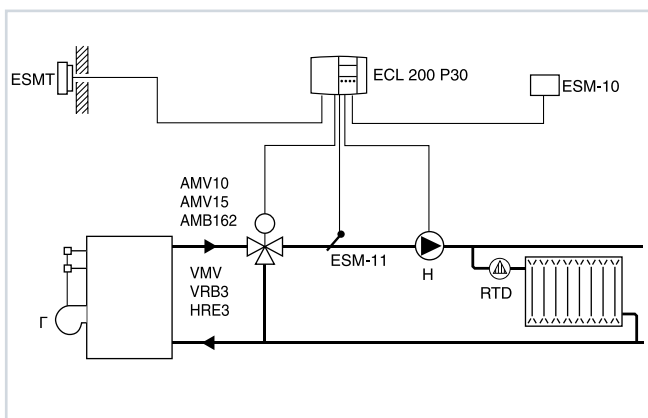 ESMT
ECL 200 P30
ESM-10
AMV10
AMV15
AMB162
VMV
VRB3
HRE3
ESM-11
Н
RTD
Г